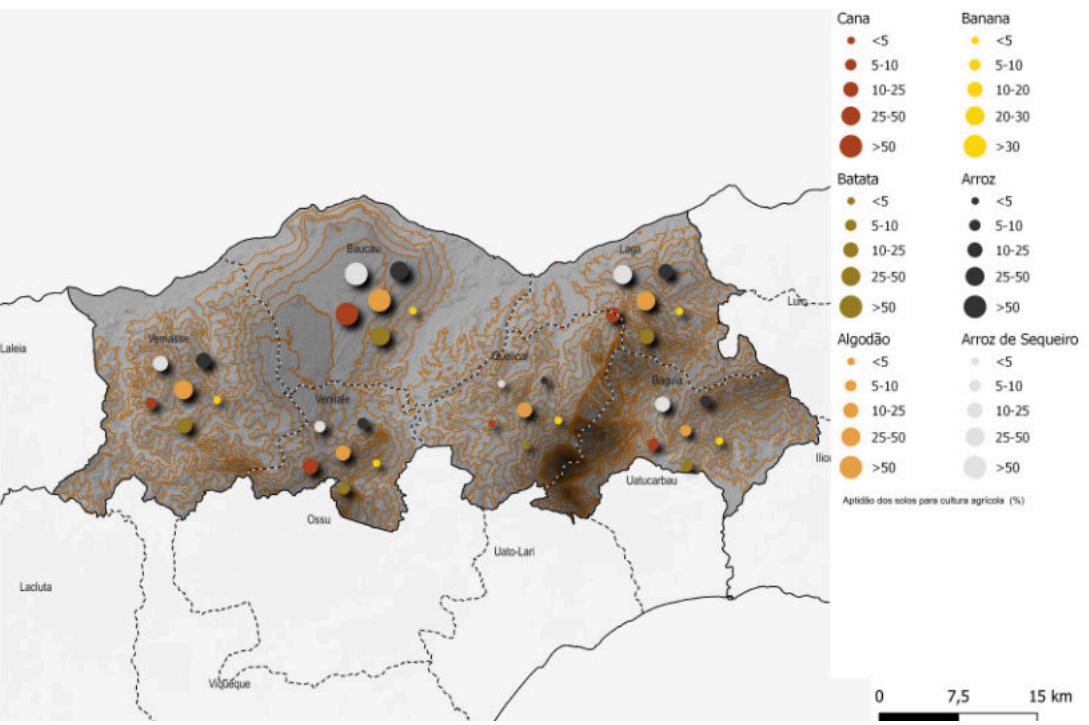 Cana
<5
5-10
10-25
25-50
>50
Banana
<5
5-10
10-20
20-30
>30
Batata
<5
5-10
10-25
25-50
>50
Arroz
<5
5-10
10-25
25-50
>50
Algodão
<5
5-10
10-25
25-50
>50
Arroz de Sequeiro
<5
5-10
10-25
25-50
>50
Aptidão dos solos para cultura agrícola (%)
Baucau
Laga
Luro
Vemasse
Laleia
Quelicai
Baguia
Venilale
Ilior
Uatucarbau
Ossu
Uato-Lari
Lacluta
Viqueque
0 7,5 15 km